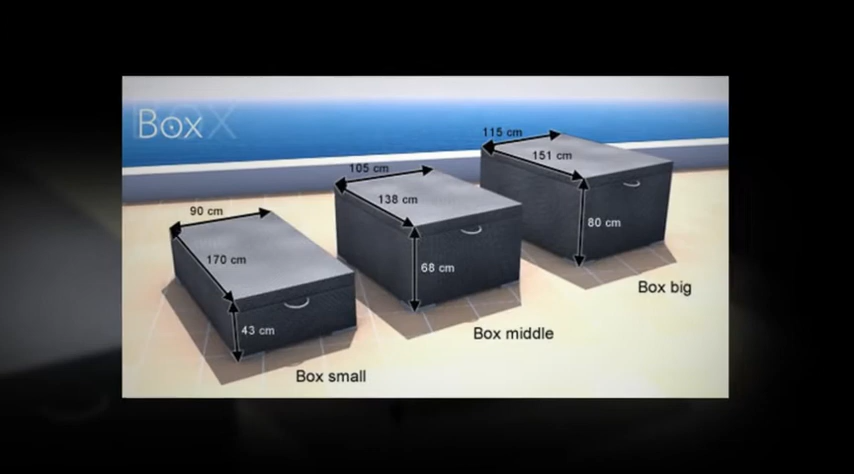 Box
90 cm
170 cm
43 cm
Box small
105 cm
138 cm
68 cm
Box middle
115 cm
151 cm
80 cm
Box big